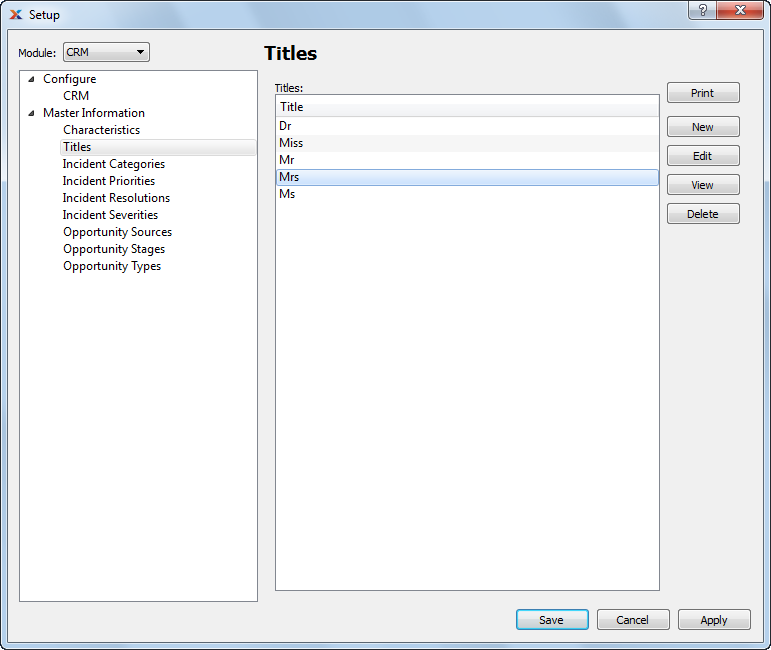 Setup
?
Module: CRM
Titles
Configure
CRM
Master Information
Characteristics
Titles
Incident Categories
Incident Priorities
Incident Resolutions
Incident Severities
Opportunity Sources
Opportunity Stages
Opportunity Types
Titles:
Title
Dr
Miss
Mr
Mrs
Ms
Print
New
Edit
View
Delete
Save Cancel Apply